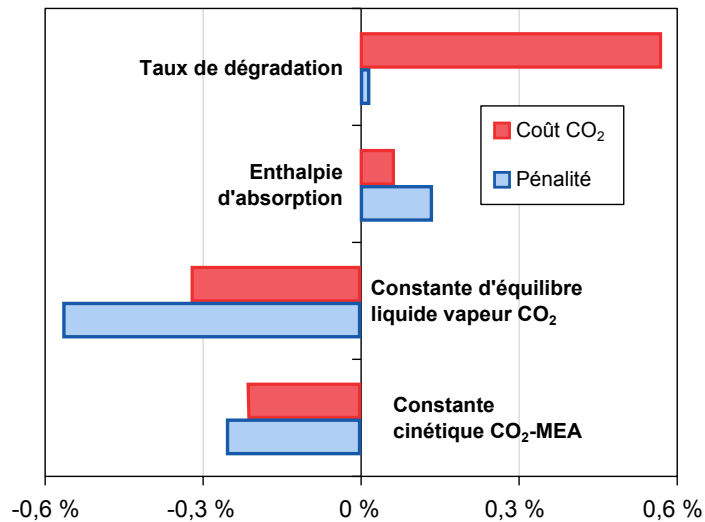 Taux de dégradation
Coût CO₂
Pénalité
Enthalpie
d'absorption
Constante d'équilibre
liquide vapeur CO₂
Constante
cinétique CO₂-MEA
-0,6 %
-0,3 %
0 %
0,3 %
0,6 %